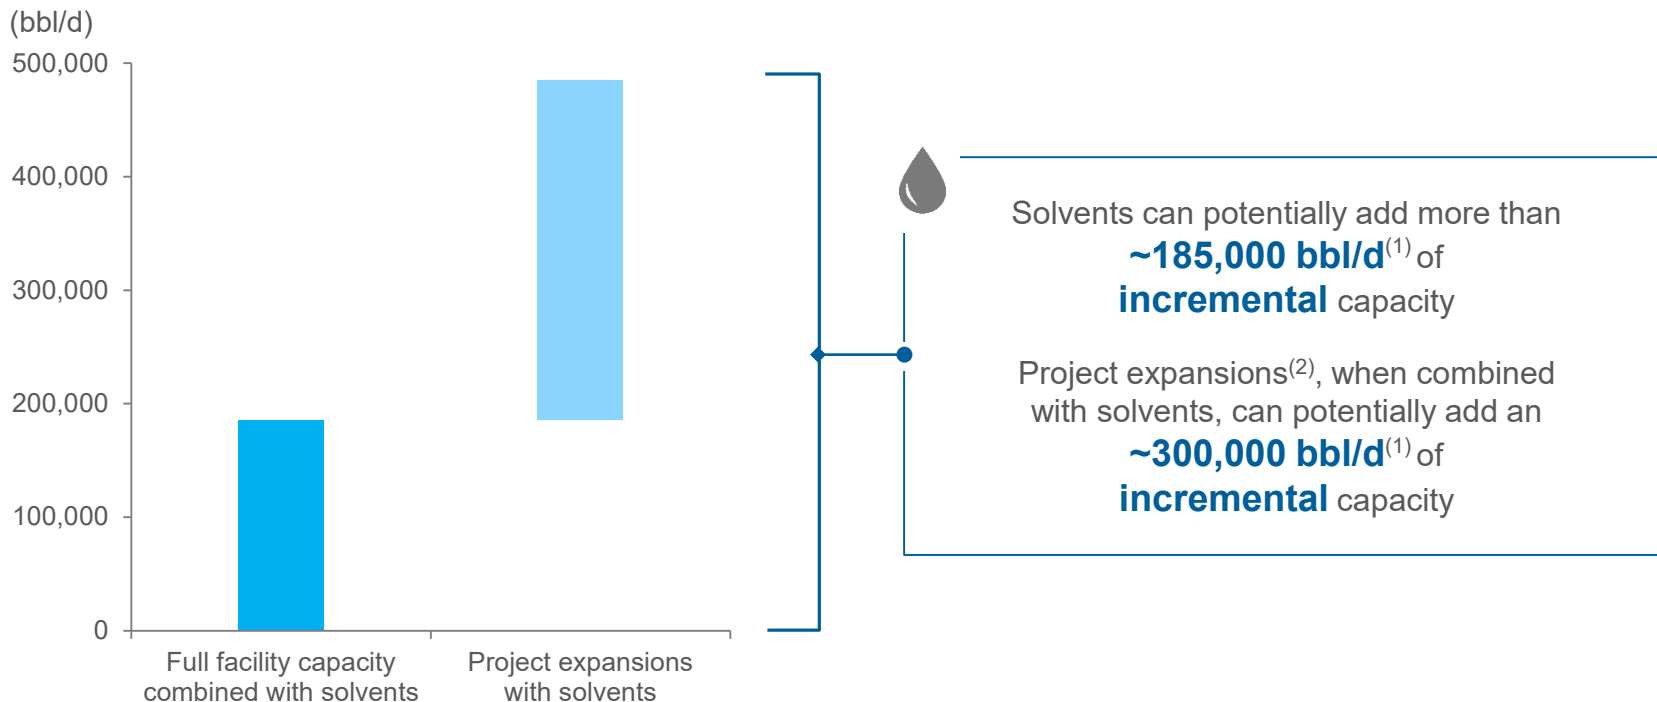 (bbl/d)
500,000
400,000
300,000
200,000
100,000
0
Full facility capacity
combined with solvents
Project expansions
with solvents
Solvents can potentially add more than
~185,000 bbl/d(1) of
incremental capacity
Project expansions(2), when combined
with solvents, can potentially add an
~300,000 bbl/d(1) of
incremental capacity